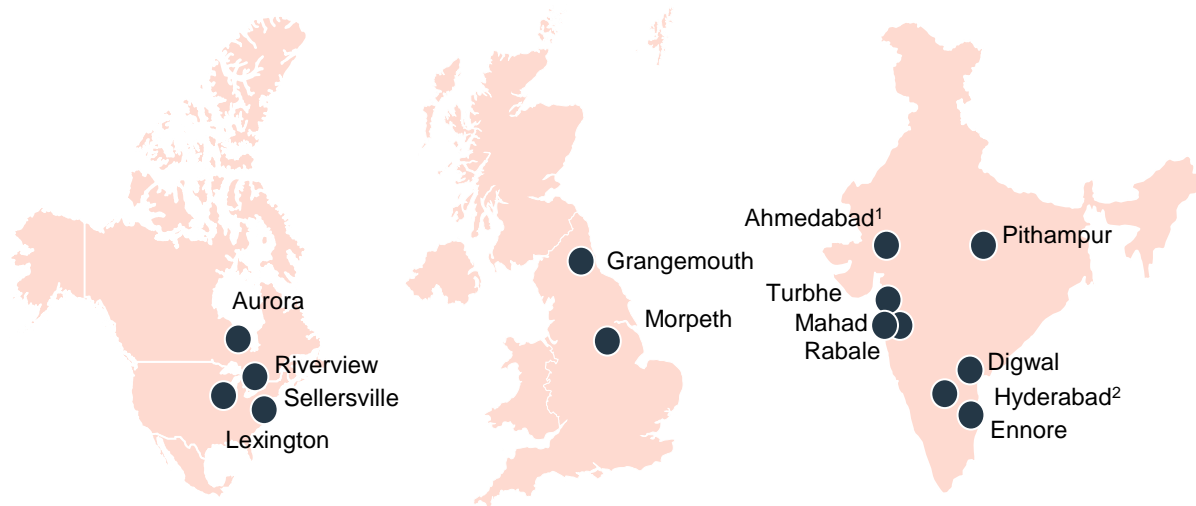 Aurora
Riverview
Sellersville
Lexington
Grangemouth
Morpeth
Ahmedabad¹
Pithampur
Turbhe
Mahad
Rabale
Digwal
Hyderabad²
Ennore